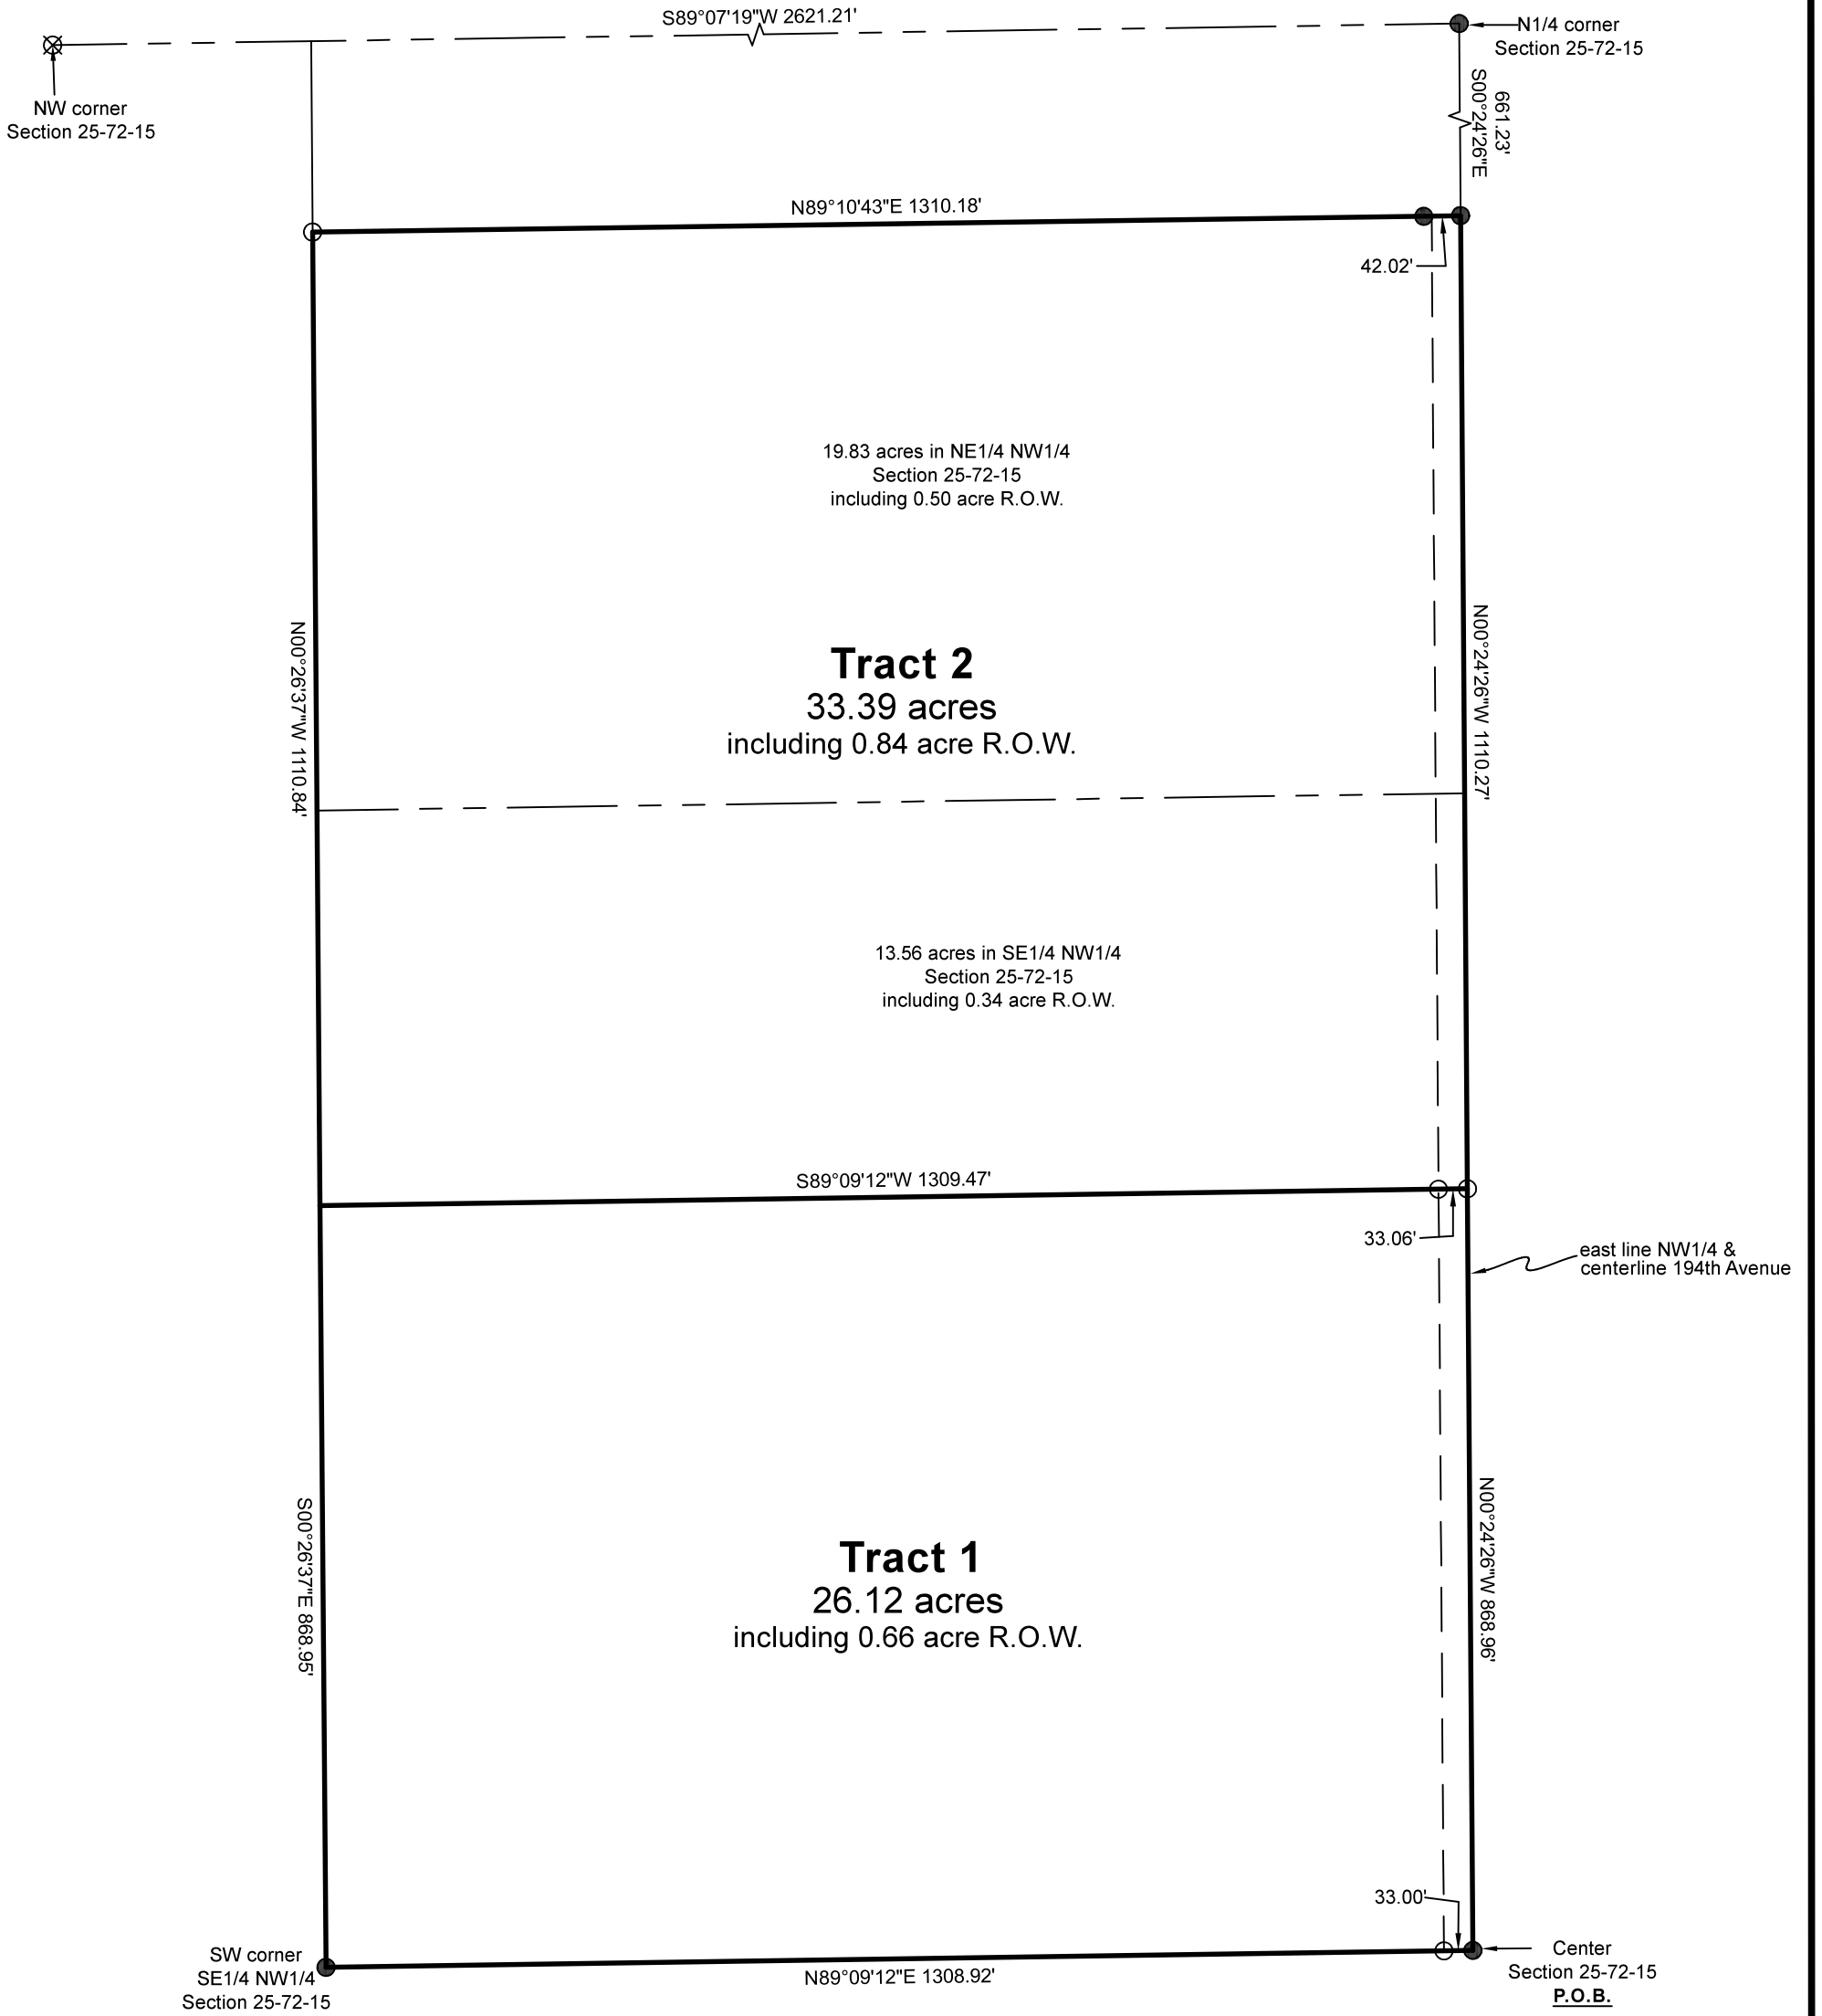 S89°07'19"W 2621.21'
N1/4 corner
Section 25-72-15
NW corner
Section 25-72-15
661.23'
S00°24'26"E
N89°10'43"E 1310.18'
42.02'
19.83 acres in NE1/4 NW1/4
Section 25-72-15
including 0.50 acre R.O.W.
N00°26'37"W 1110.84'
N00°24'26"W 1110.27'
Tract 2
33.39 acres
including 0.84 acre R.O.W.
13.56 acres in SE1/4 NW1/4
Section 25-72-15
including 0.34 acre R.O.W.
S89°09'12"W 1309.47'
33.06'
east line NW1/4 &
centerline 194th Avenue
S00°26'37"E 868.95'
N00°24'26"W 868.96'
Tract 1
26.12 acres
including 0.66 acre R.O.W.
33.00'
SW corner
SE1/4 NW1/4
Section 25-72-15
N89°09'12"E 1308.92'
Center
Section 25-72-15
P.O.B.